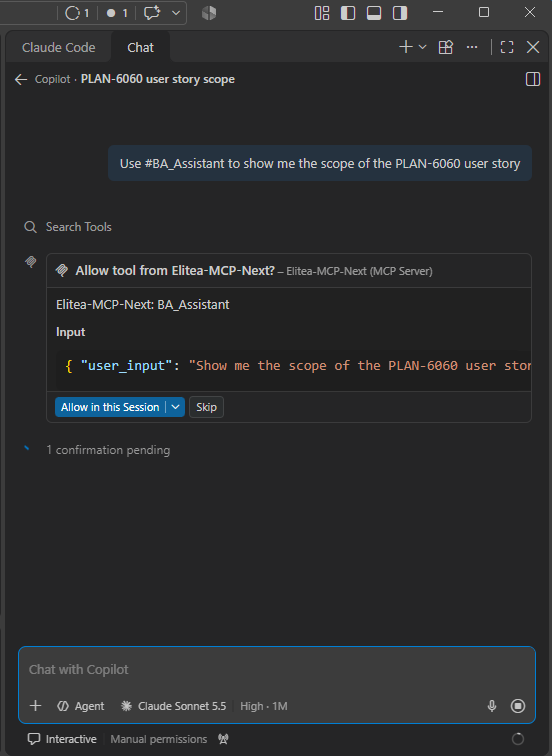 1 1
Claude Code Chat
Copilot · PLAN-6060 user story scope
Use #BA_Assistant to show me the scope of the PLAN-6060 user story
Search Tools
Allow tool from Elitea-MCP-Next? – Elitea-MCP-Next (MCP Server)
Elitea-MCP-Next: BA_Assistant
Input
{ "user_input": "Show me the scope of the PLAN-6060 user stor
Allow in this Session Skip
1 confirmation pending
Chat with Copilot
Agent Claude Sonnet 5.5 High · 1M
Interactive Manual permissions